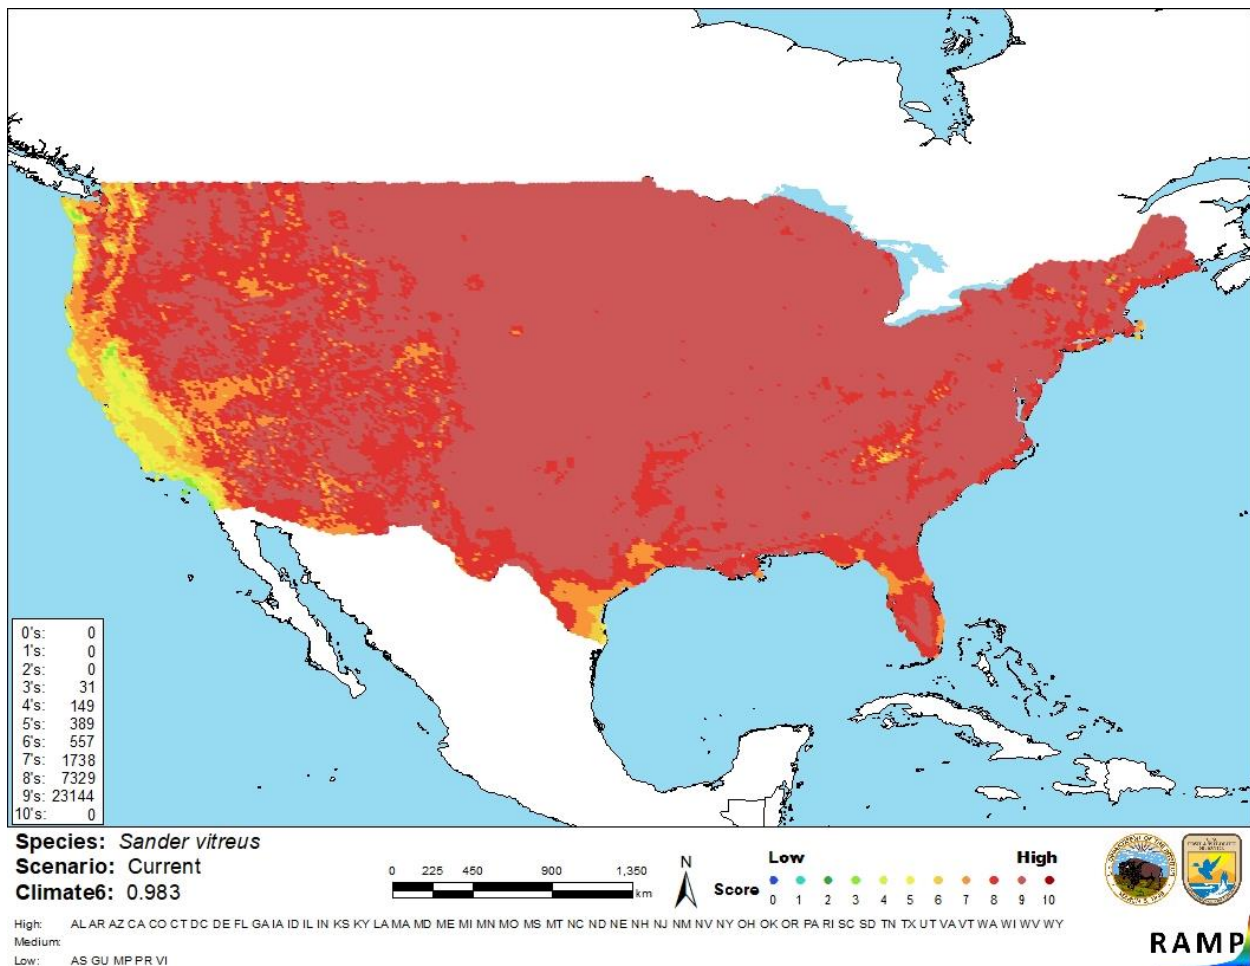 0's: 0
1's: 0
2's: 0
3's: 31
4's: 149
5's: 389
6's: 557
7's: 1738
8's: 7329
9's: 23144
10's: 0
Species: Sander vitreus
Scenario: Current
Climate6: 0.983
0 225 450 900 1,350
km
N
Low High
Score 0 1 2 3 4 5 6 7 8 9 10
High: AL AR AZ CA CO CT DC DE FL GA IA ID IL IN KS KY LA MA MD ME MI MN MO MS MT NC ND NE NH NJ NM NV NY OH OK OR PA RI SC SD TN TX UT VA VT WA WI WV WY
Medium:
Low: AS GU MP PR VI
RAMP